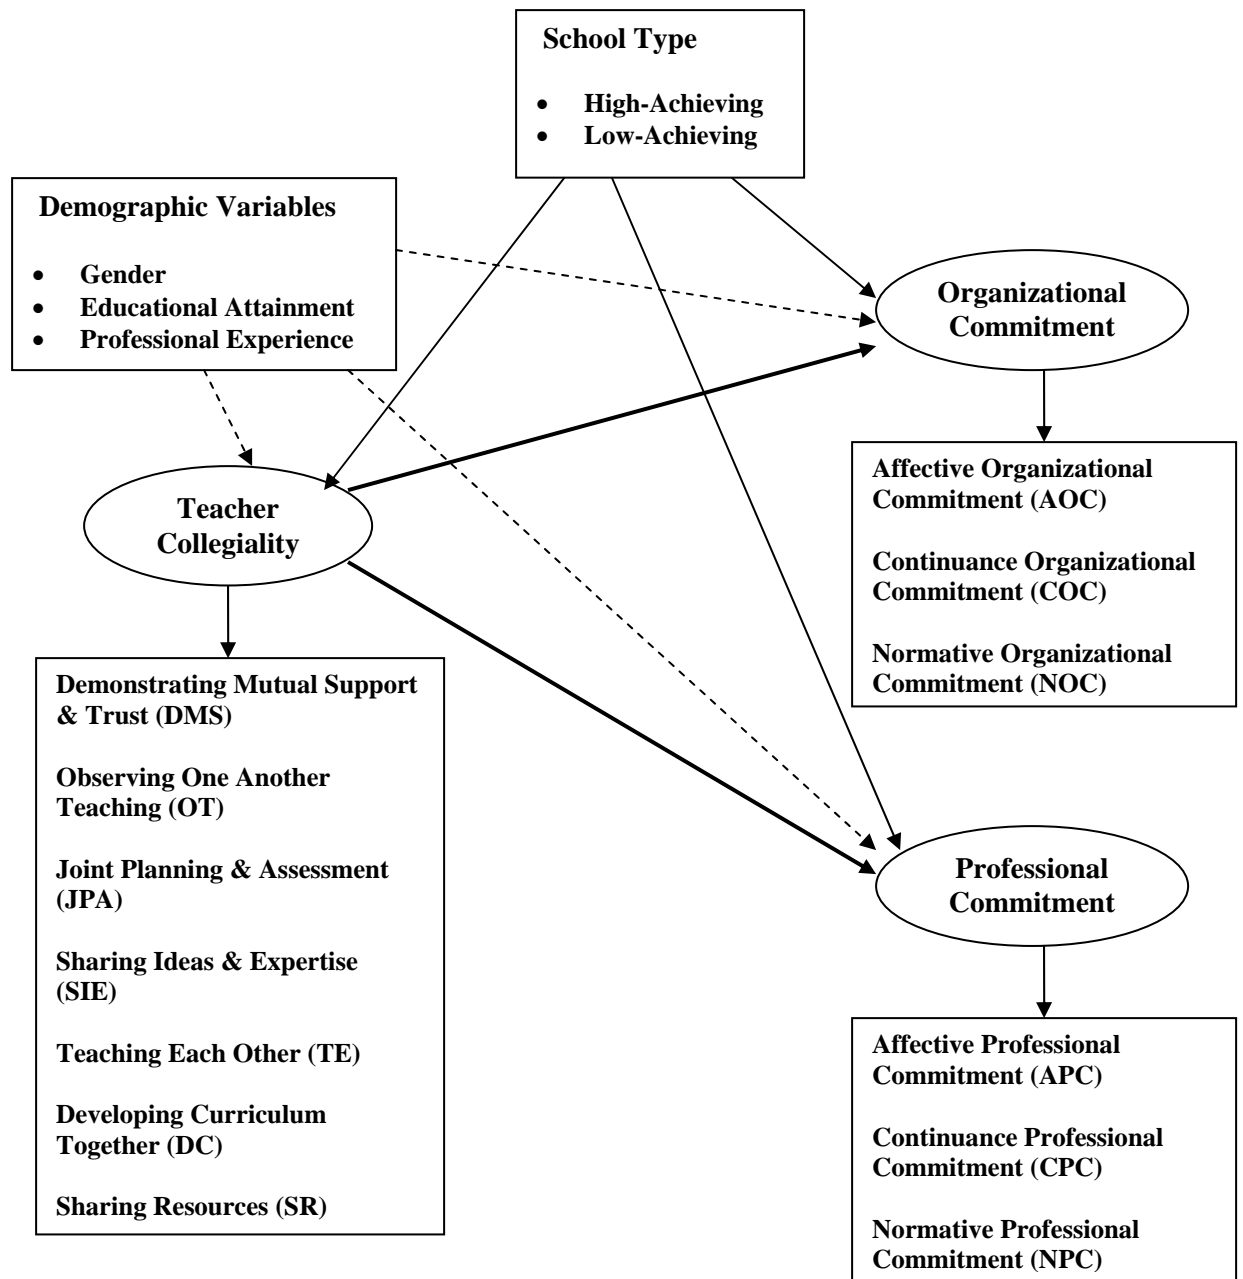 School Type
• High-Achieving
• Low-Achieving
Demographic Variables
• Gender
• Educational Attainment
• Professional Experience
Organizational
Commitment
Affective Organizational
Commitment (AOC)
Continuance Organizational
Commitment (COC)
Normative Organizational
Commitment (NOC)
Teacher
Collegiality
Demonstrating Mutual Support
& Trust (DMS)
Observing One Another
Teaching (OT)
Joint Planning & Assessment
(JPA)
Sharing Ideas & Expertise
(SIE)
Teaching Each Other (TE)
Developing Curriculum
Together (DC)
Sharing Resources (SR)
Professional
Commitment
Affective Professional
Commitment (APC)
Continuance Professional
Commitment (CPC)
Normative Professional
Commitment (NPC)